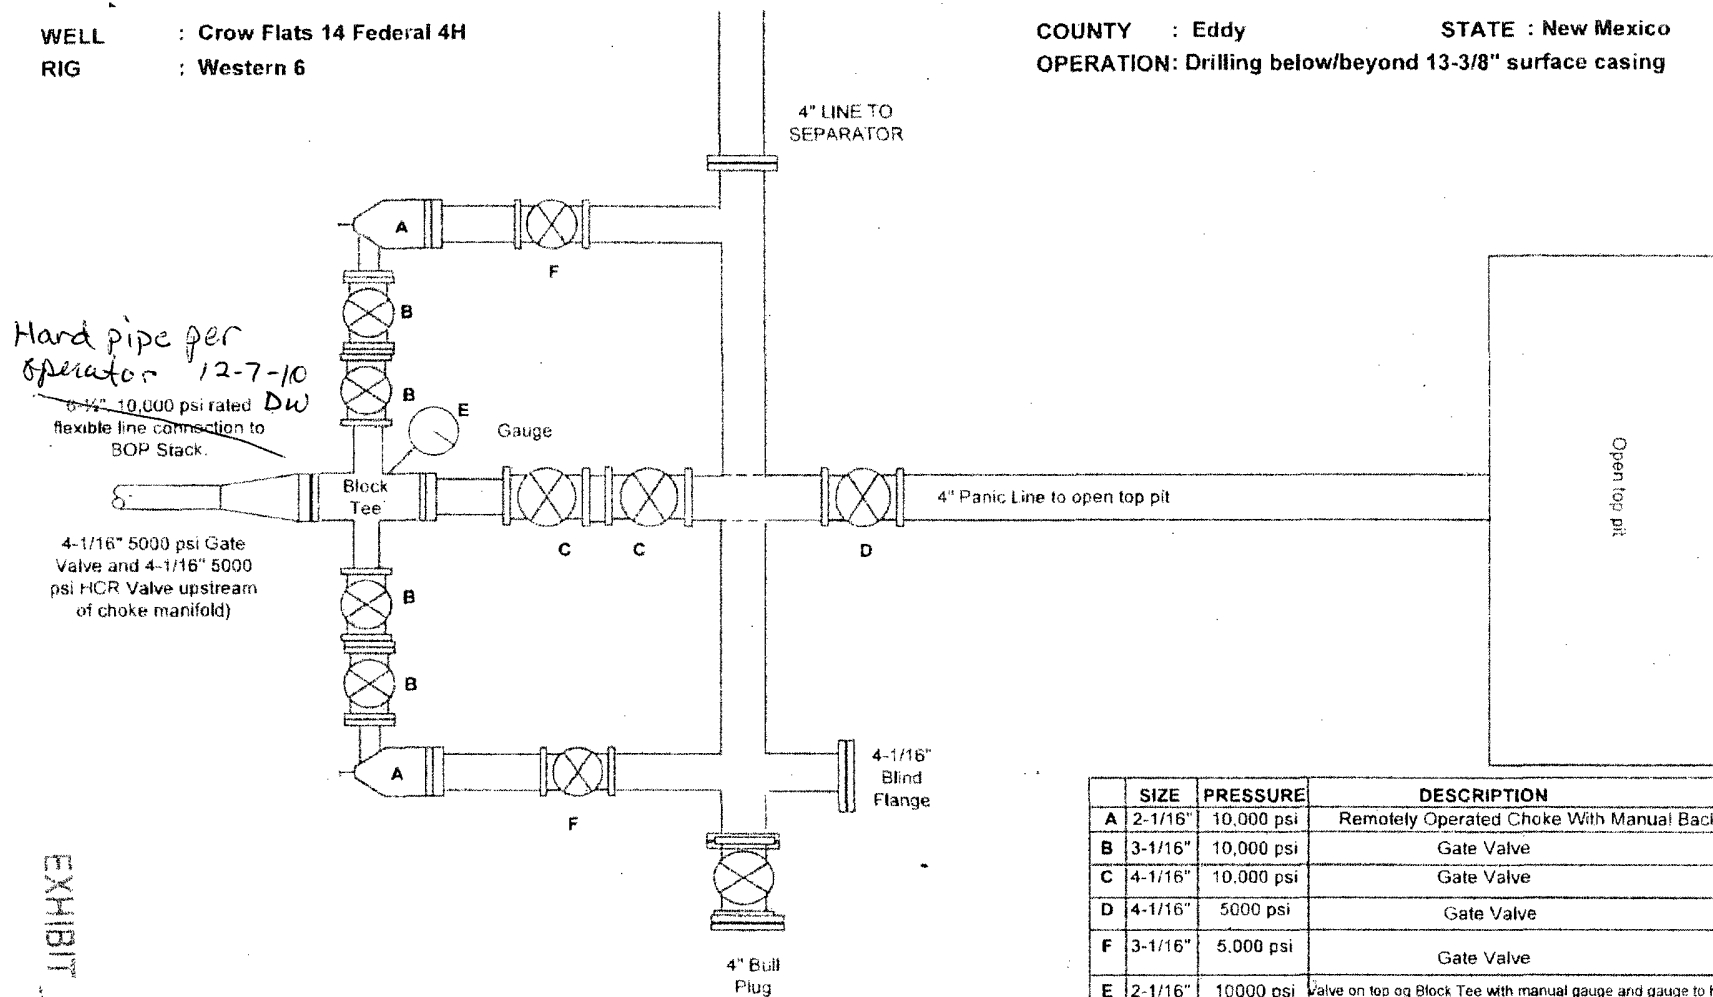 WELL : Crow Flats 14 Federal 4H
RIG : Western 6
COUNTY : Eddy STATE : New Mexico
OPERATION: Drilling below/beyond 13-3/8" surface casing
4" LINE TO
SEPARATOR
A
F
B
Hard pipe per
operator 12-7-10
DW
6-½" 10,000 psi rated
flexible line connection to
BOP Stack.
B
E
Gauge
Block
Tee
4" Panic Line to open top pit
Open top pit
C C D
4-1/16" 5000 psi Gate
Valve and 4-1/16" 5000
psi HCR Valve upstream
of choke manifold)
B
B
A
F
4-1/16"
Blind
Flange
4" Bull
Plug
EXHIBIT
SIZE PRESSURE DESCRIPTION
A 2-1/16" 10,000 psi Remotely Operated Choke With Manual Back
B 3-1/16" 10,000 psi Gate Valve
C 4-1/16" 10,000 psi Gate Valve
D 4-1/16" 5000 psi Gate Valve
F 3-1/16" 5,000 psi Gate Valve
E 2-1/16" 10000 psi Valve on top og Block Tee with manual gauge and gauge to